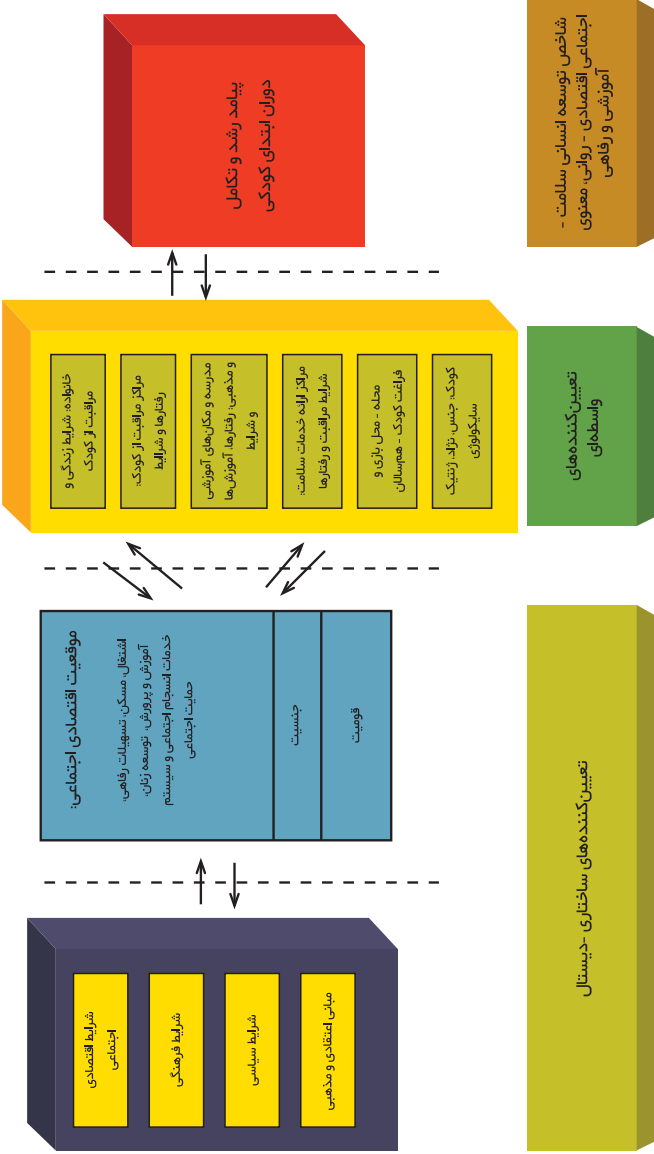 پیامد رشد و تکامل
دوران ابتدای کودکی
شاخص توسعه انسانی سلامت -
اجتماعی اقتصادی - روانی، معنوی
آموزشی و رفاهی
خانواده: شرایط زندگی و
مراقبت از کودک
مراکز مراقبت از کودک:
رفتارها و شرایط
مدرسه و مکان‌های آموزشی
و مذهبی: رفتارها، آموزش‌ها
و شرایط
مراکز ارائه خدمات سلامت:
شرایط مراقبت و رفتارها
محله - محل بازی و
فراغت کودک - هم‌سالان
کودک: جنس، نژاد، ژنتیک
سایکولوژی
تعیین‌کننده‌های
واسطه‌ای
موقعیت اقتصادی اجتماعی:
اشتغال، مسکن، تسهیلات رفاهی،
آموزش و پرورش، توسعه زنان،
خدمات انسجام اجتماعی و سیستم
حمایت اجتماعی
جنسیت
قومیت
شرایط اقتصادی
اجتماعی
شرایط فرهنگی
شرایط سیاسی
مبانی اعتقادی و مذهبی
تعیین‌کننده‌های ساختاری -دیستال